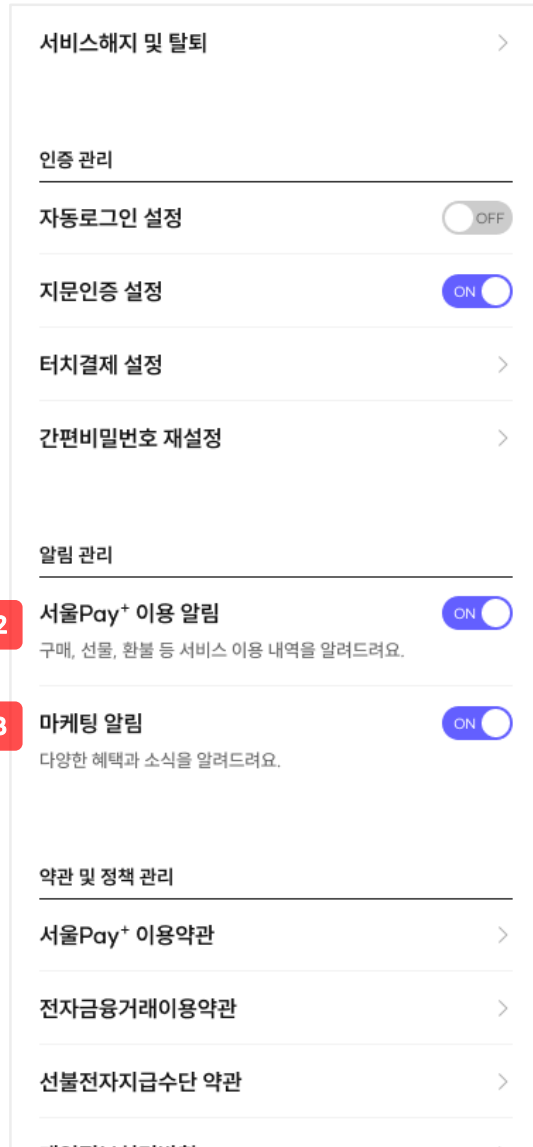 서비스해지 및 탈퇴
인증 관리
자동로그인 설정
OFF
지문인증 설정
ON
터치결제 설정
간편비밀번호 재설정
알림 관리
2
서울Pay⁺ 이용 알림
ON
구매, 선물, 환불 등 서비스 이용 내역을 알려드려요.
3
마케팅 알림
ON
다양한 혜택과 소식을 알려드려요.
약관 및 정책 관리
서울Pay⁺ 이용약관
전자금융거래이용약관
선불전자지급수단 약관